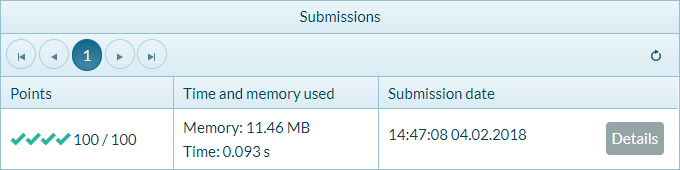 Submissions
1
Points Time and memory used Submission date
100 / 100 Memory: 11.46 MB 14:47:08 04.02.2018 Details
Time: 0.093 s